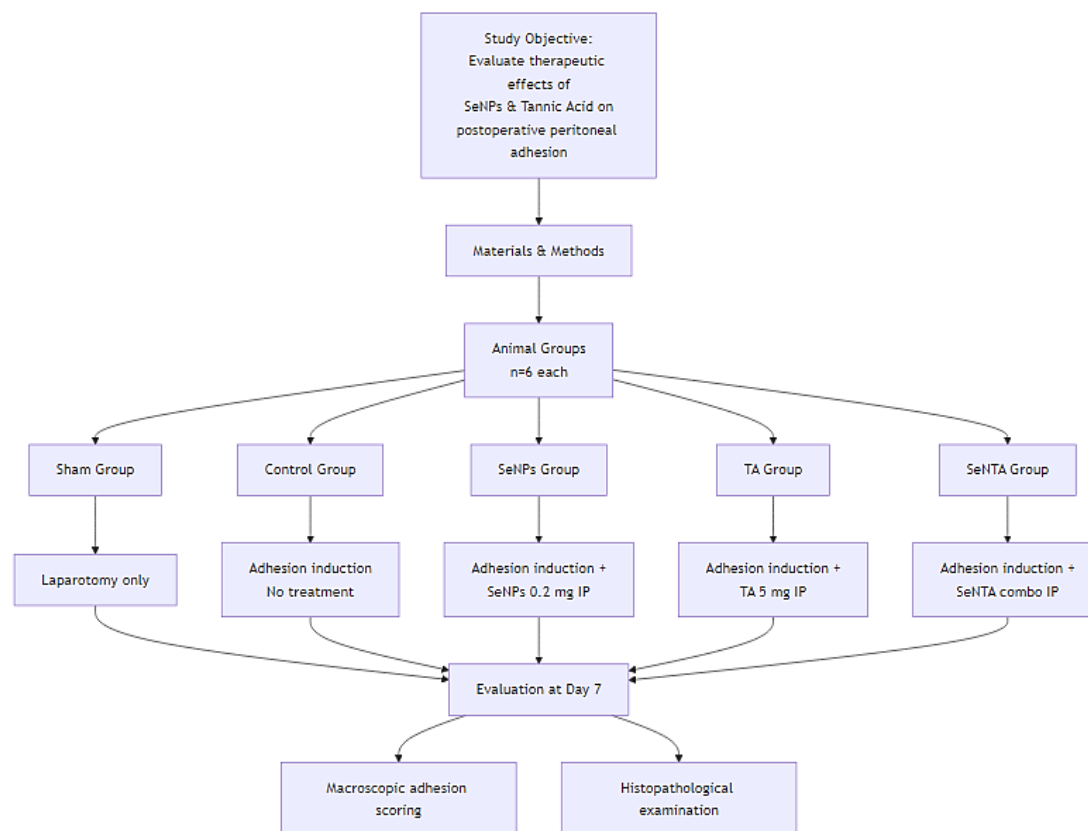 Study Objective:
Evaluate therapeutic
effects of
SeNPs & Tannic Acid on
postoperative peritoneal
adhesion
Materials & Methods
Animal Groups
n=6 each
Sham Group
Control Group
SeNPs Group
TA Group
SeNTA Group
Laparotomy only
Adhesion induction
No treatment
Adhesion induction +
SeNPs 0.2 mg IP
Adhesion induction +
TA 5 mg IP
Adhesion induction +
SeNTA combo IP
Evaluation at Day 7
Macroscopic adhesion
scoring
Histopathological
examination